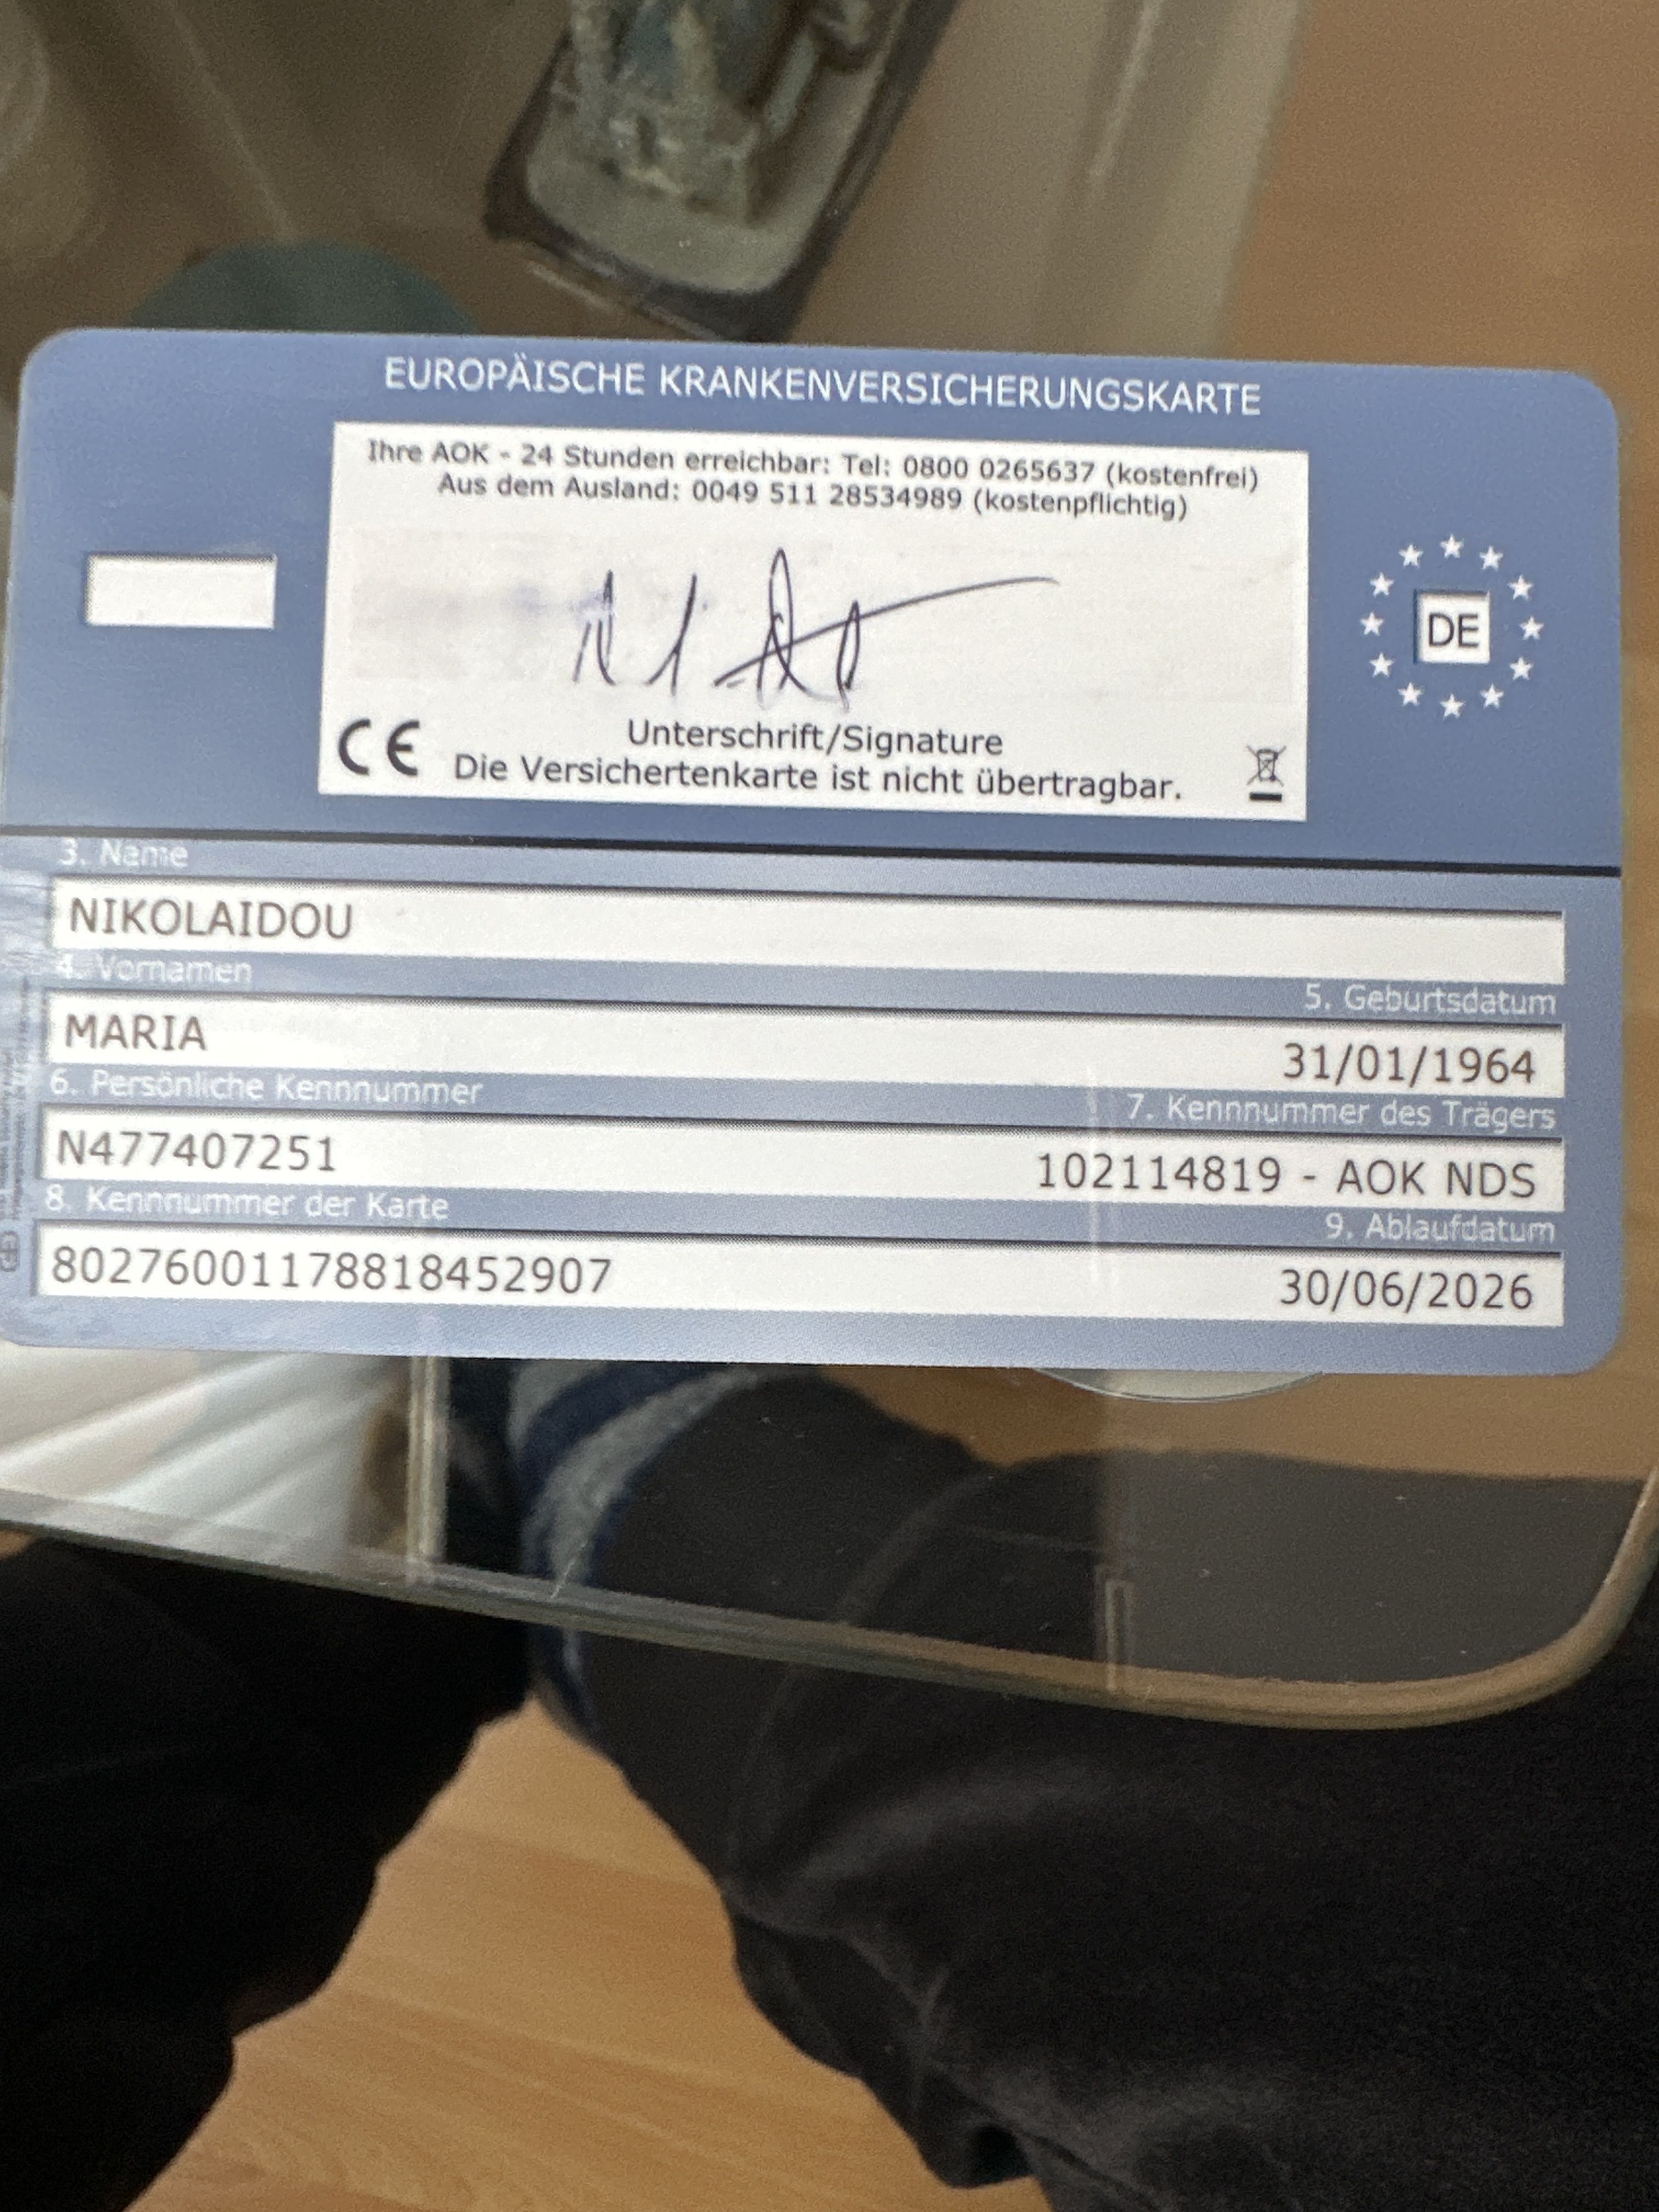 EUROPÄISCHE KRANKENVERSICHERUNGSKARTE
Ihre AOK - 24 Stunden erreichbar: Tel: 0800 0265637 (kostenfrei)
Aus dem Ausland: 0049 511 28534989 (kostenpflichtig)
DE
CE
Unterschrift/Signature
Die Versichertenkarte ist nicht übertragbar.
3. Name
NIKOLAIDOU
4. Vornamen
5. Geburtsdatum
MARIA
31/01/1964
6. Persönliche Kennnummer
7. Kennnummer des Trägers
N477407251
102114819 - AOK NDS
8. Kennnummer der Karte
9. Ablaufdatum
80276001178818452907
30/06/2026